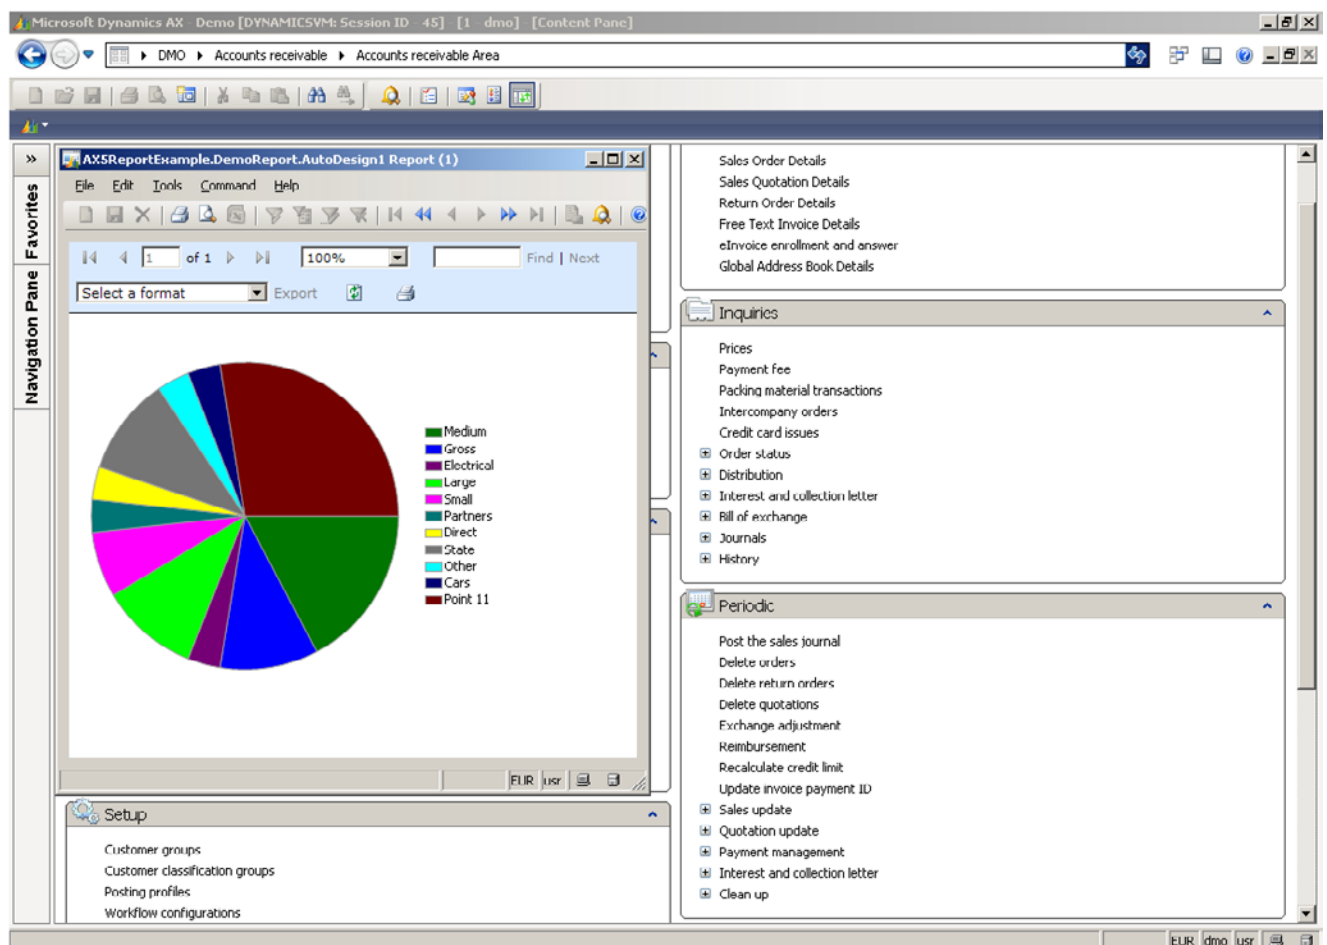 Microsoft Dynamics AX - Demo [DYNAMICSVM: Session ID - 45] - [1 - dmo] - [Content Pane]
DMO Accounts receivable Accounts receivable Area
Favorites
Navigation Pane
AX5ReportExample.DemoReport.AutoDesign1 Report (1)
File Edit Tools Command Help
1 of 1 100% Find | Next
Select a format Export
Medium
Gross
Electrical
Large
Small
Partners
Direct
State
Other
Cars
Point 11
EUR usr
Setup
Customer groups
Customer classification groups
Posting profiles
Workflow configurations
Sales Order Details
Sales Quotation Details
Return Order Details
Free Text Invoice Details
eInvoice enrollment and answer
Global Address Book Details
Inquiries
Prices
Payment fee
Packing material transactions
Intercompany orders
Credit card issues
Order status
Distribution
Interest and collection letter
Bill of exchange
Journals
History
Periodic
Post the sales journal
Delete orders
Delete return orders
Delete quotations
Exchange adjustment
Reimbursement
Recalculate credit limit
Update invoice payment ID
Sales update
Quotation update
Payment management
Interest and collection letter
Clean up
EUR dmo usr